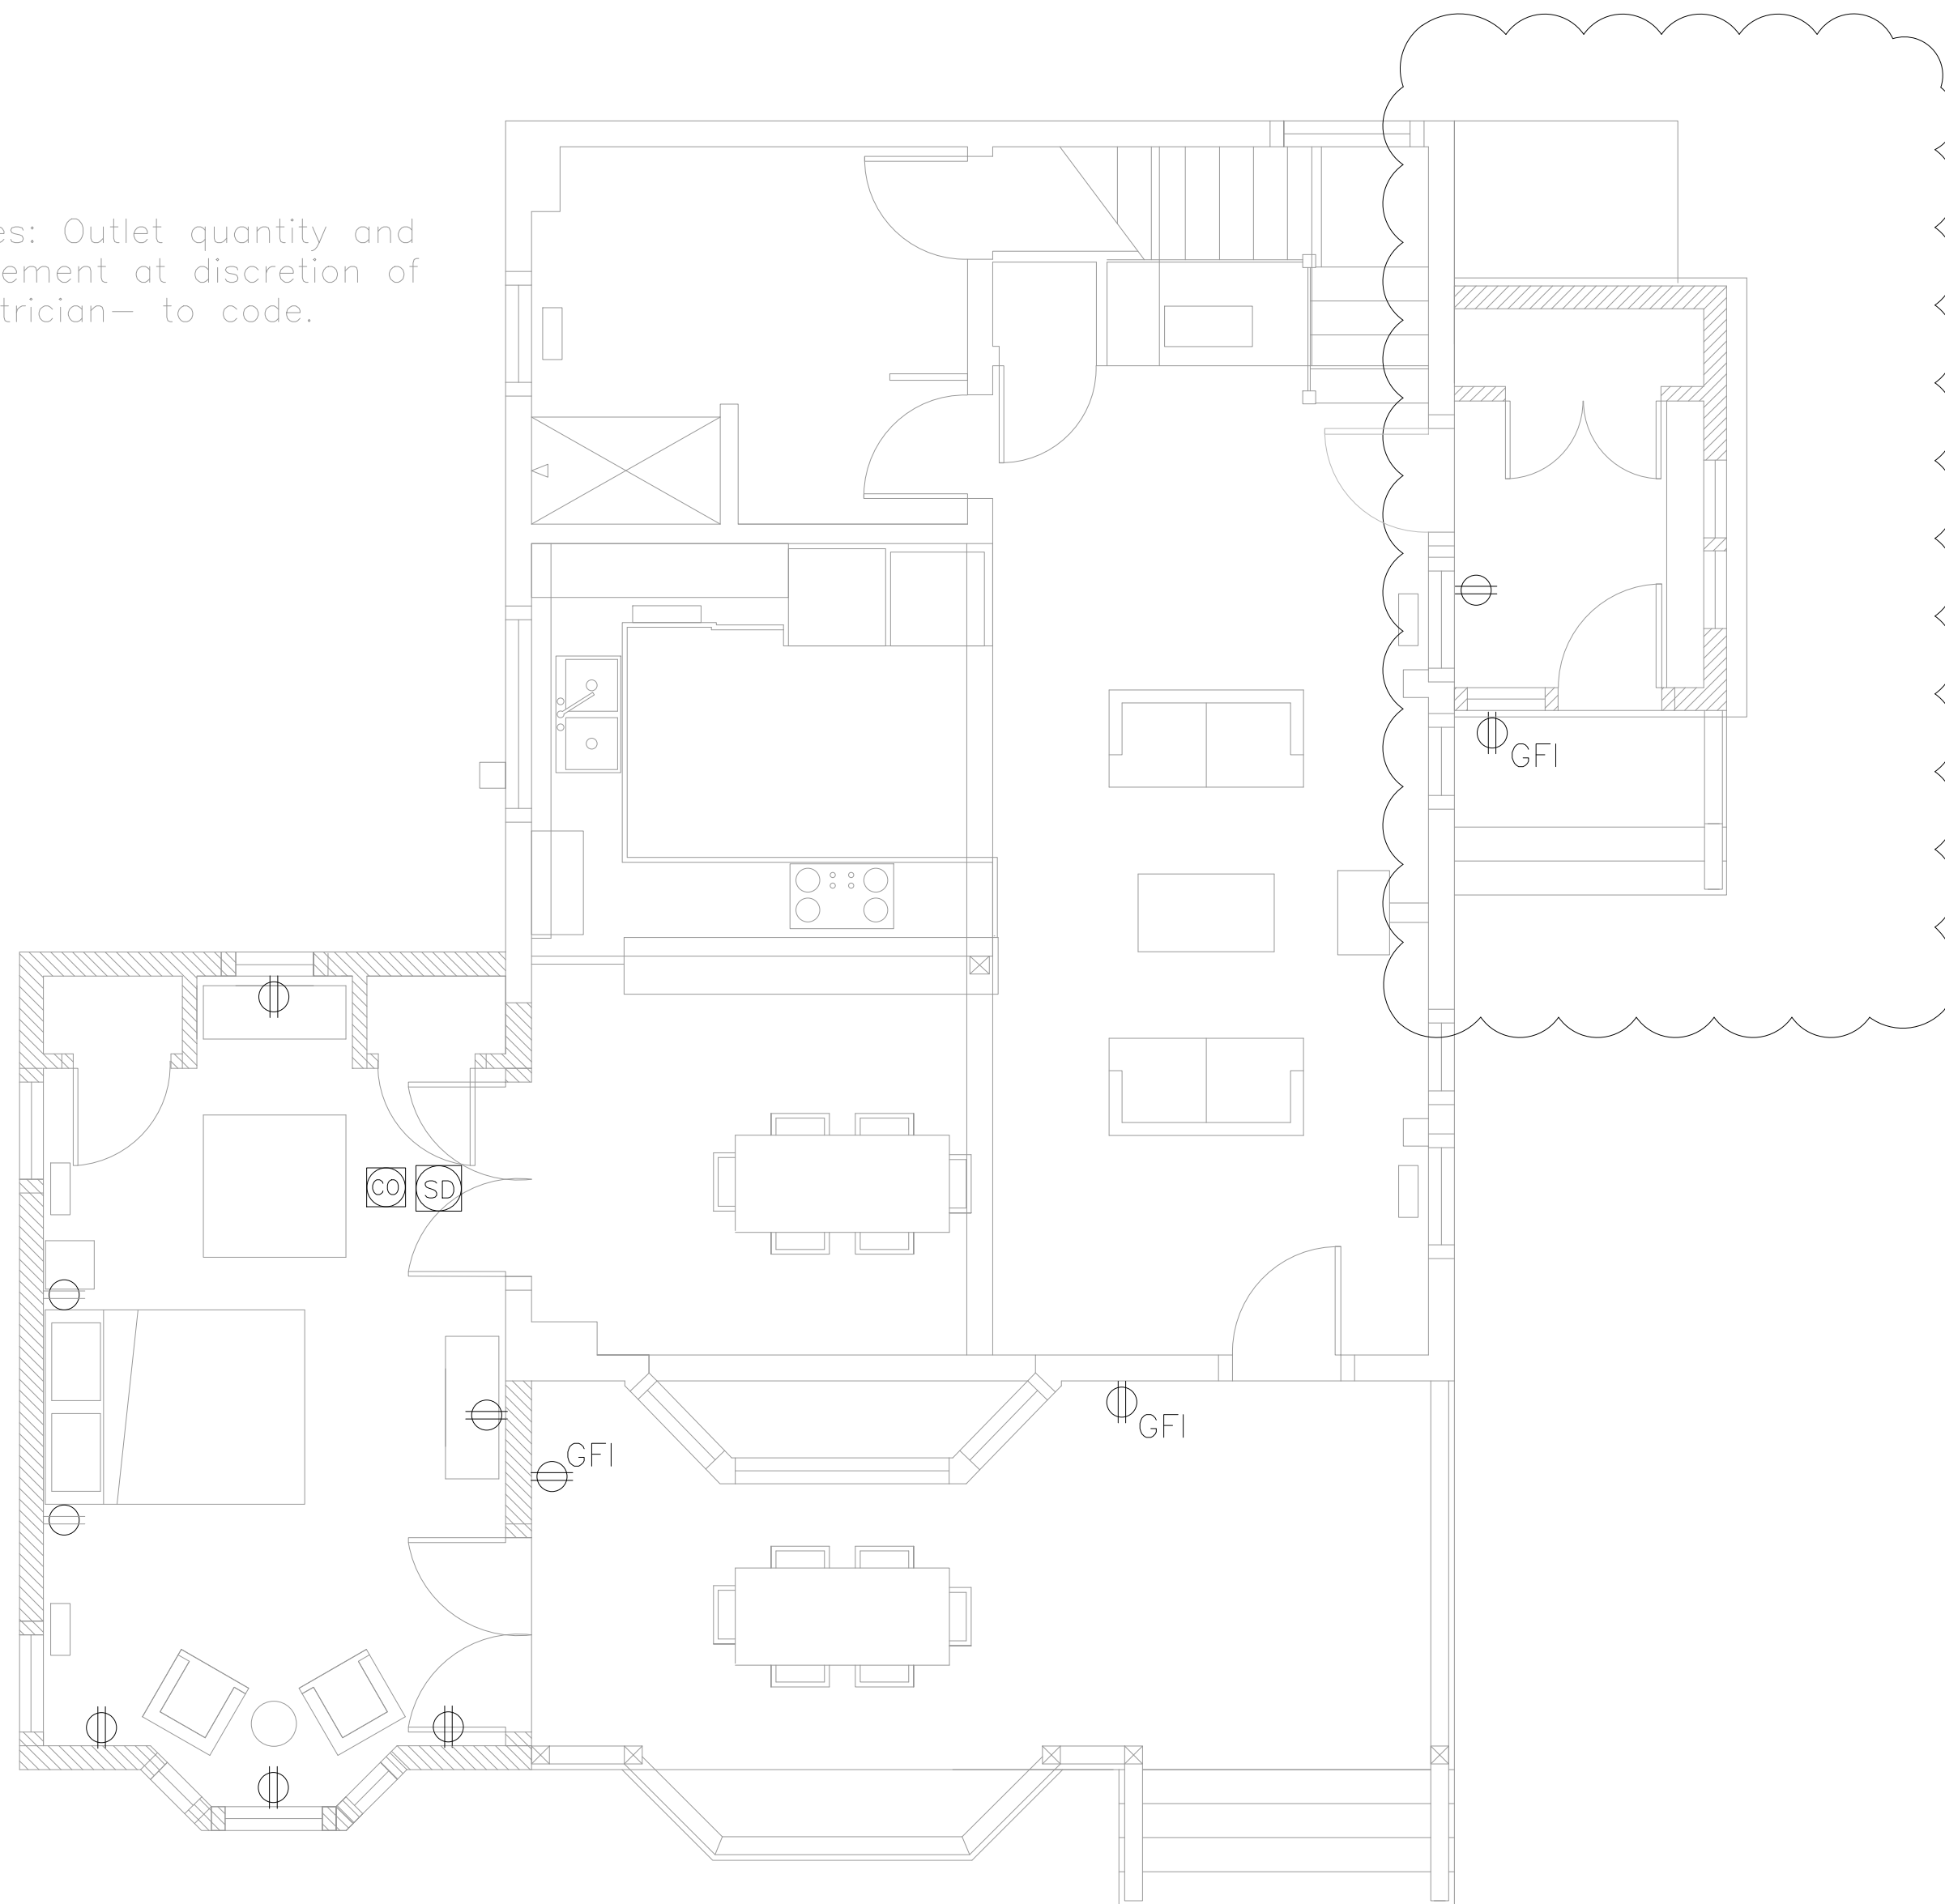 es: Outlet quantity and
ement at discretion of
trician— to code.
GFI
CO SD
GFI
GFI